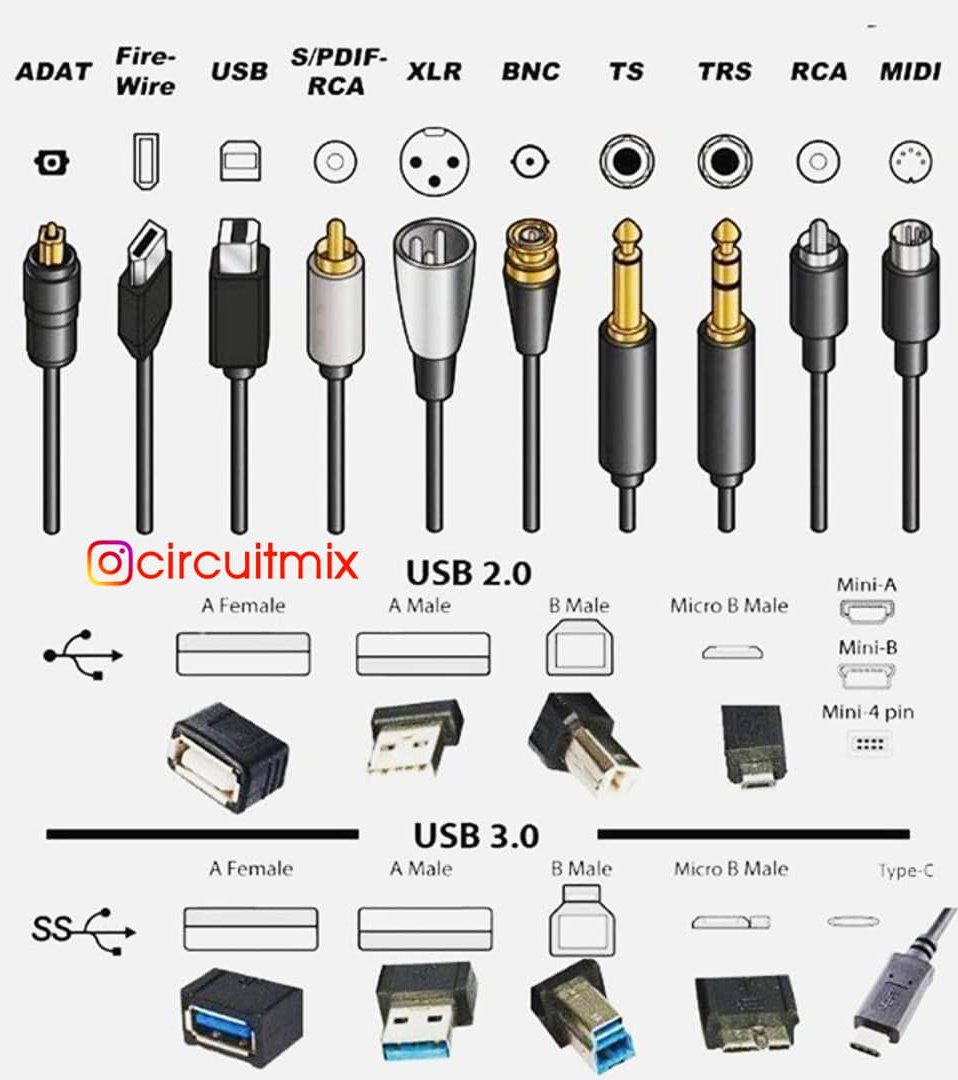 ADAT
Fire-
Wire
USB
S/PDIF-
RCA
XLR
BNC
TS
TRS
RCA
MIDI
circuitmix
USB 2.0
A Female
A Male
B Male
Micro B Male
Mini-A
Mini-B
Mini-4 pin
USB 3.0
A Female
A Male
B Male
Micro B Male
Type-C
SS